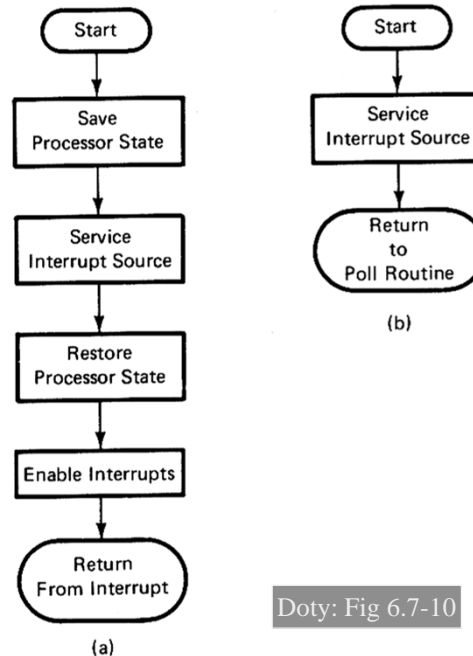 Start
Save
Processor State
Service
Interrupt Source
Restore
Processor State
Enable Interrupts
Return
From Interrupt
(a)
Start
Service
Interrupt Source
Return
to
Poll Routine
(b)
Doty: Fig 6.7-10